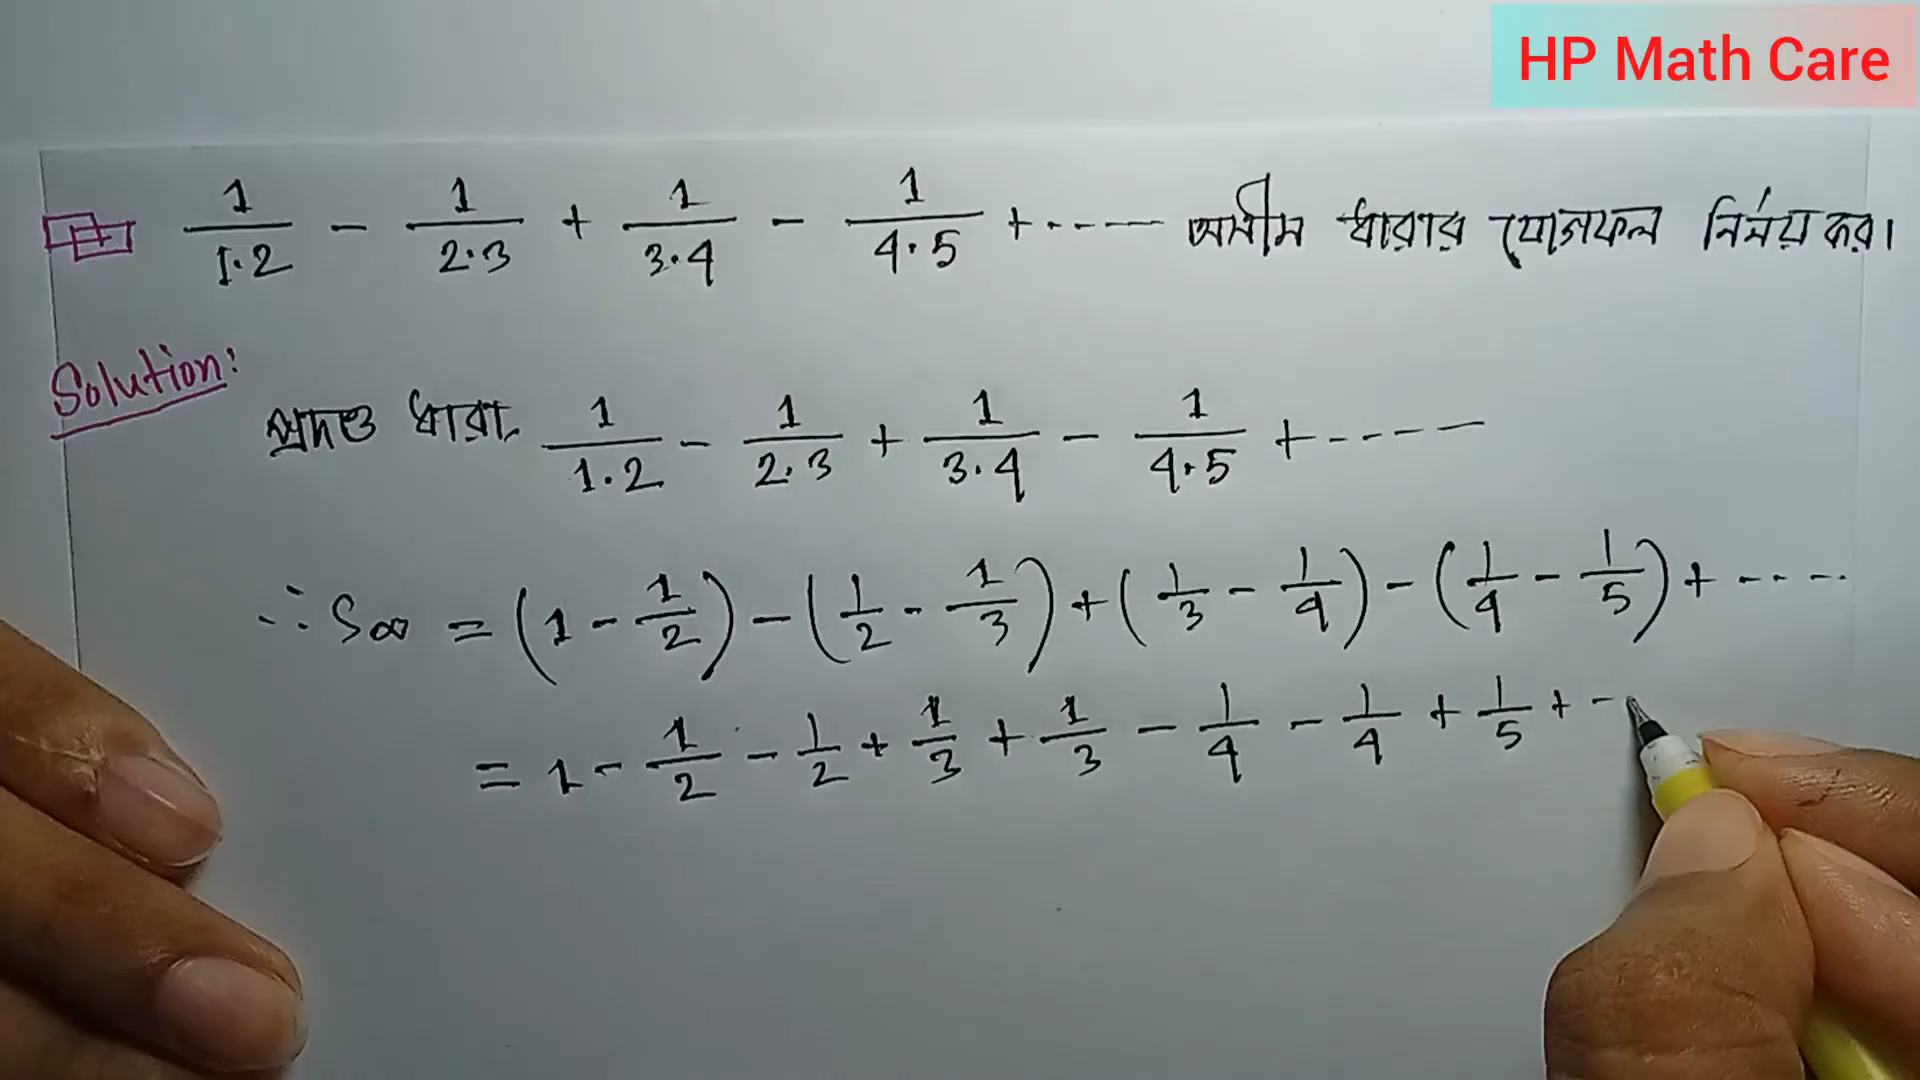 HP Math Care
1/1·2 - 1/2·3 + 1/3·4 - 1/4·5 + ---- অসীম ধারার যোগফল নির্ণয় কর।
Solution:
প্রদত্ত ধারা, 1/1·2 - 1/2·3 + 1/3·4 - 1/4·5 + -----
∴ S∞ = (1 - 1/2) - (1/2 - 1/3) + (1/3 - 1/4) - (1/4 - 1/5) + ----
= 1 - 1/2 - 1/2 + 1/3 + 1/3 - 1/4 - 1/4 + 1/5 + -